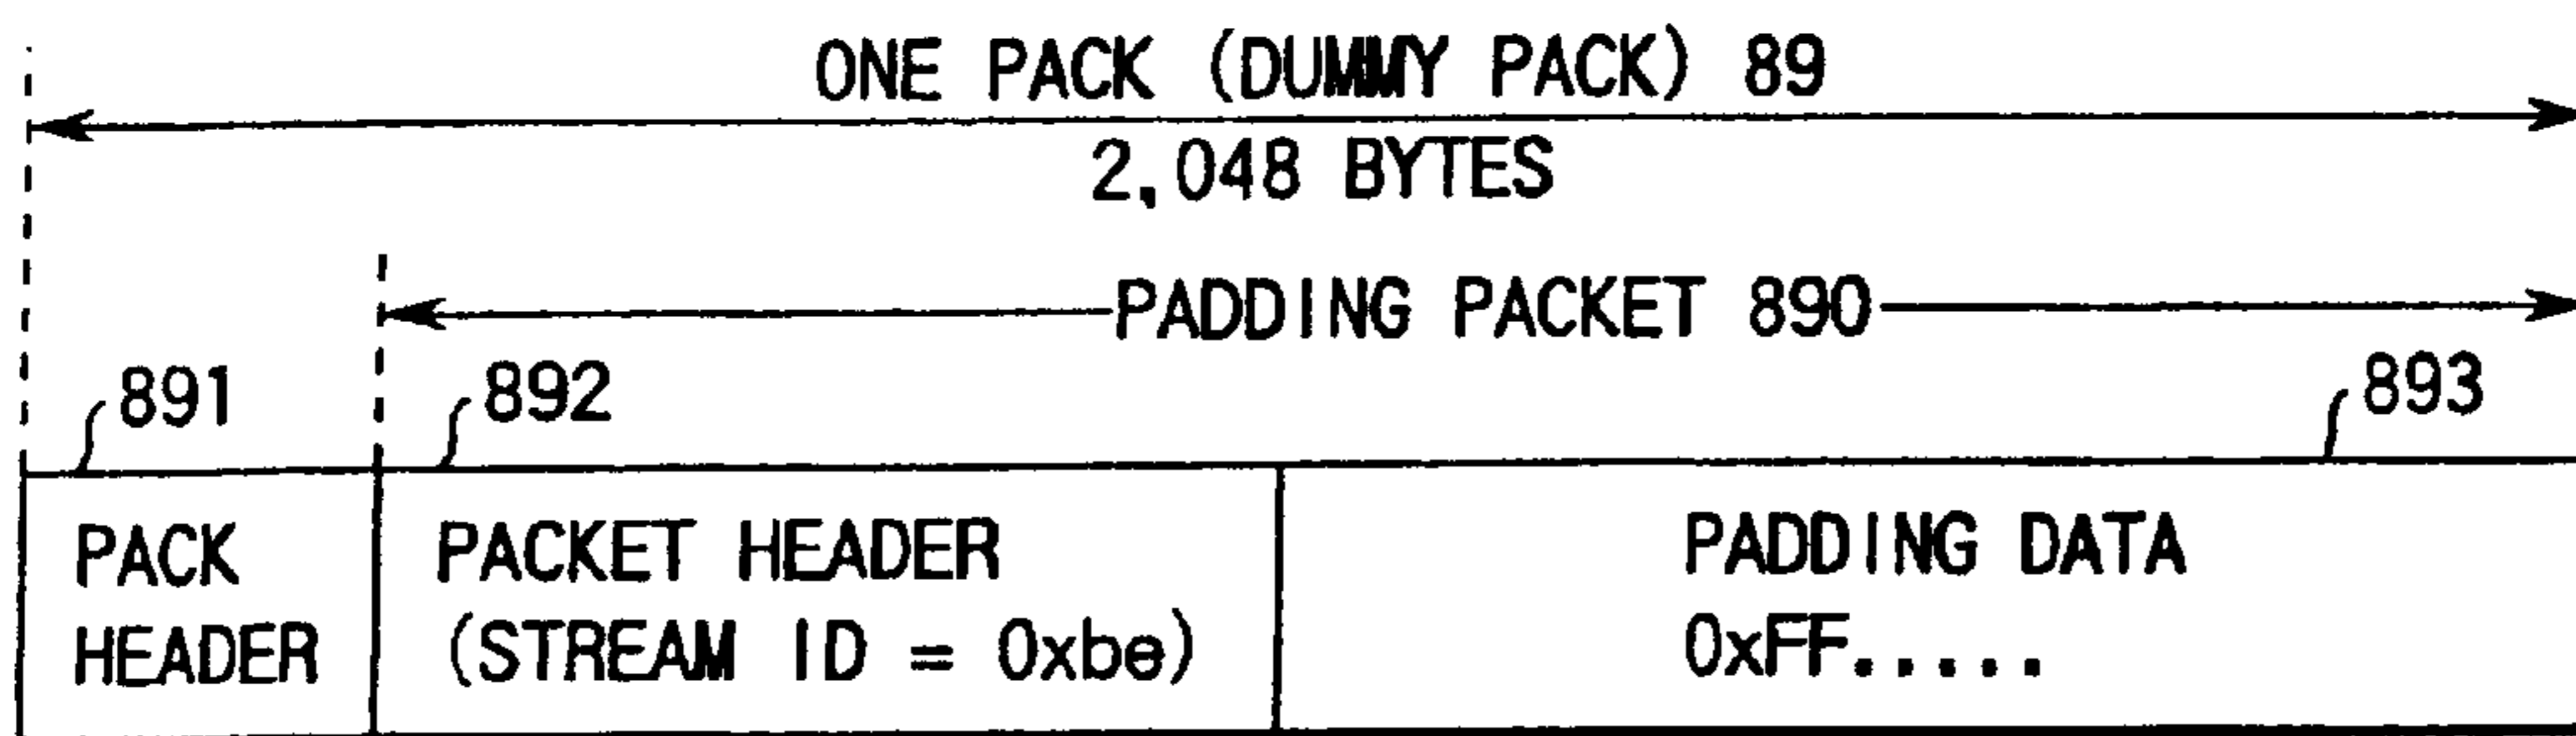 ONE PACK (DUMMY PACK) 89
2,048 BYTES
PADDING PACKET 890
891
892
893
PACK
HEADER
PACKET HEADER
(STREAM ID = 0xbe)
PADDING DATA
0xFF.....